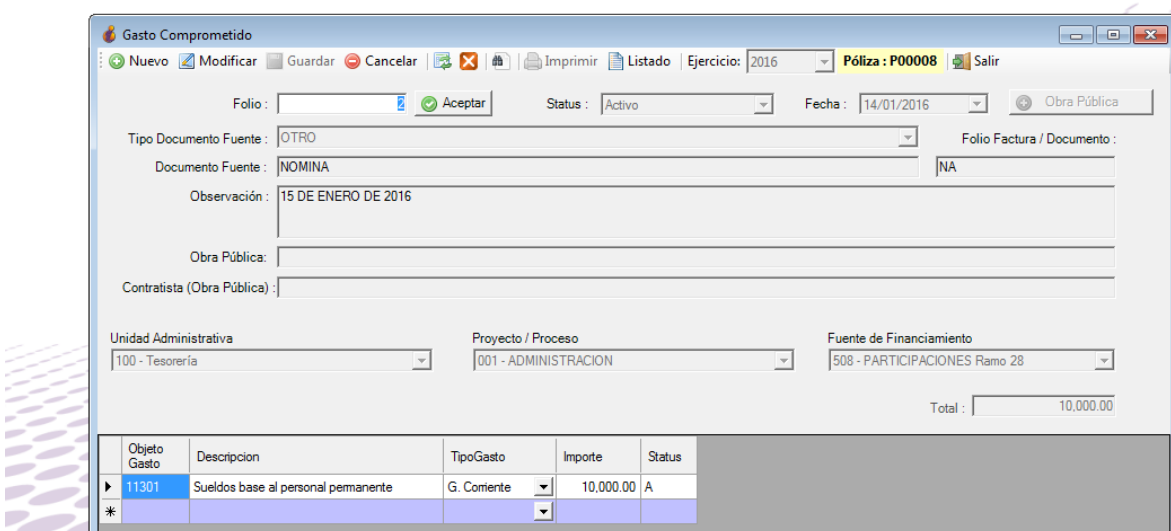 Gasto Comprometido
Nuevo Modificar Guardar Cancelar Imprimir Listado Ejercicio: 2016 Póliza : P00008 Salir
Folio : 2 Aceptar Status : Activo Fecha : 14/01/2016 Obra Pública
Tipo Documento Fuente : OTRO Folio Factura / Documento :
Documento Fuente : NOMINA NA
Observación : 15 DE ENERO DE 2016
Obra Pública:
Contratista (Obra Pública) :
Unidad Administrativa Proyecto / Proceso Fuente de Financiamiento
100 - Tesorería 001 - ADMINISTRACION 508 - PARTICIPACIONES Ramo 28
Total : 10,000.00
Objeto Gasto Descripcion TipoGasto Importe Status
11301 Sueldos base al personal permanente G. Corriente 10,000.00 A